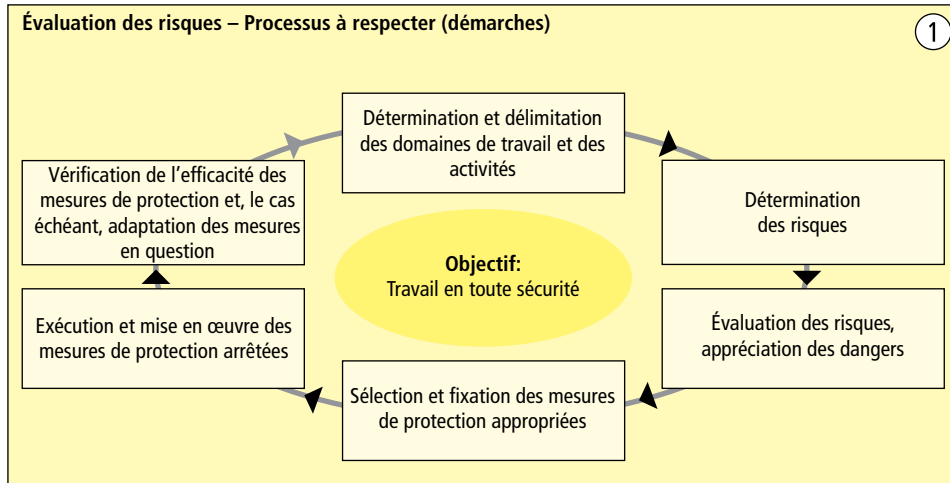 Évaluation des risques – Processus à respecter (démarches)
1
Détermination et délimitation
des domaines de travail et des
activités
Détermination
des risques
Évaluation des risques,
appréciation des dangers
Sélection et fixation des mesures
de protection appropriées
Exécution et mise en œuvre des
mesures de protection arrêtées
Vérification de l’efficacité des
mesures de protection et, le cas
échéant, adaptation des mesures
en question
Objectif:
Travail en toute sécurité